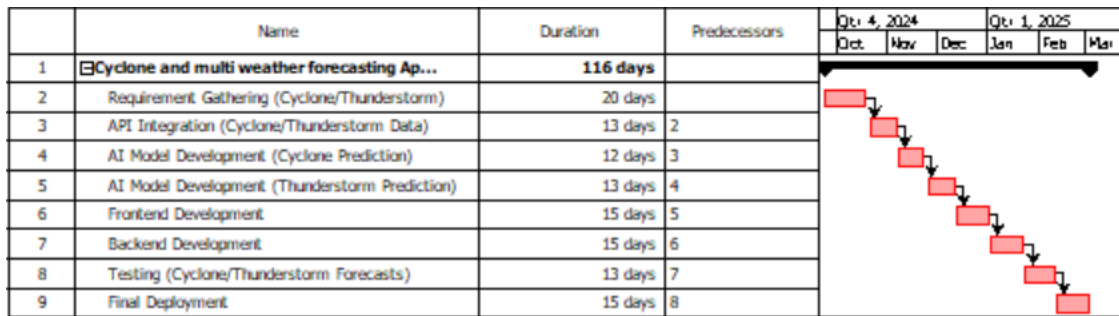 Name Duration Predecessors Qtr 4, 2024 Qtr 1, 2025
Oct Nov Dec Jan Feb Mar
1 Cyclone and multi weather forecasting Ap... 116 days
2 Requirement Gathering (Cyclone/Thunderstorm) 20 days
3 API Integration (Cyclone/Thunderstorm Data) 13 days 2
4 AI Model Development (Cyclone Prediction) 12 days 3
5 AI Model Development (Thunderstorm Prediction) 13 days 4
6 Frontend Development 15 days 5
7 Backend Development 15 days 6
8 Testing (Cyclone/Thunderstorm Forecasts) 13 days 7
9 Final Deployment 15 days 8